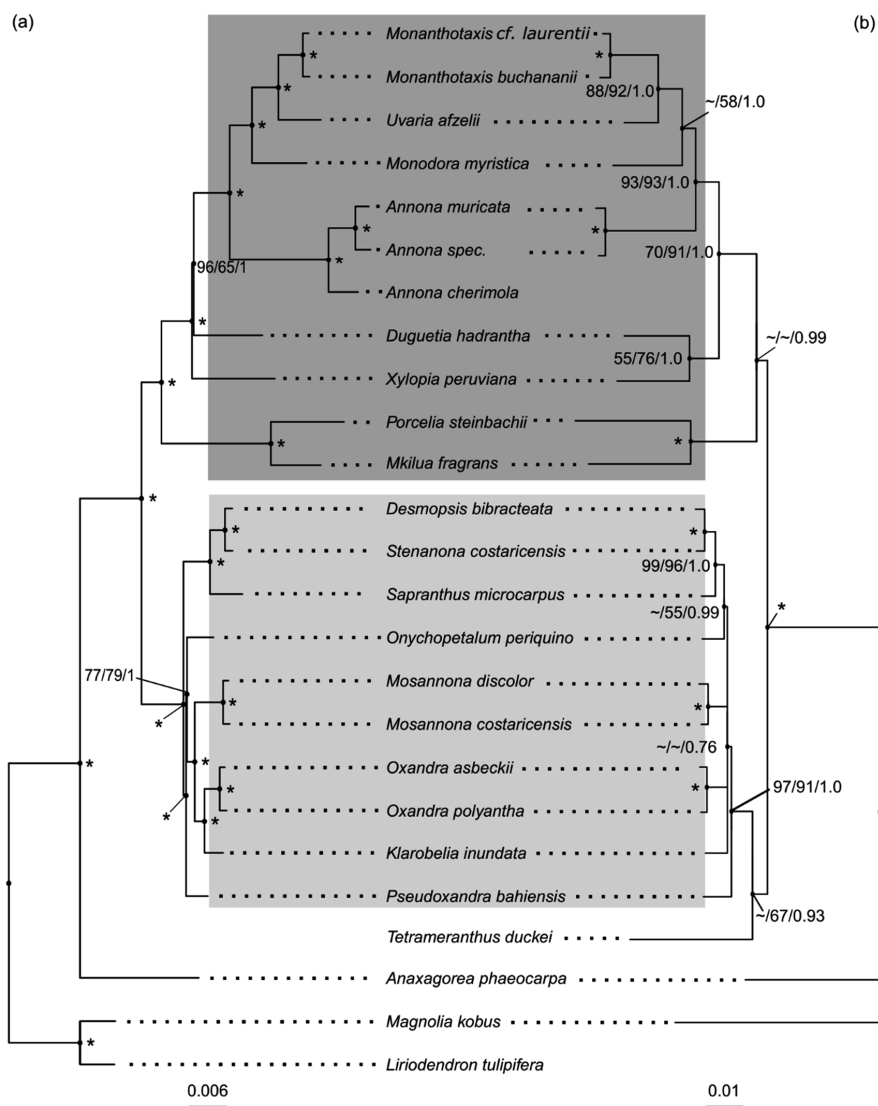 (a) (b)
Monanthotaxis cf. laurentii
*
*
*
Monanthotaxis buchananii
*
88/92/1.0
~/58/1.0
*
Uvaria afzelii
Monodora myristica
93/93/1.0
*
Annona muricata
*
*
Annona spec.
70/91/1.0
96/65/1
*
Annona cherimola
*
Duguetia hadrantha
~/~/0.99
55/76/1.0
Xylopia peruviana
*
Porcelia steinbachii
*
*
Mkilua fragrans
*
Desmopsis bibracteata
*
*
Stenanona costaricensis
*
99/96/1.0
Sapranthus microcarpus
~/55/0.99
*
Onychopetalum periquino
77/79/1
Mosannona discolor
*
*
*
Mosannona costaricensis
~/~/0.76
*
*
Oxandra asbeckii
*
*
97/91/1.0
Oxandra polyantha
*
*
Klarobelia inundata
Pseudoxandra bahiensis
~/67/0.93
Tetrameranthus duckei
Anaxagorea phaeocarpa
Magnolia kobus
*
Liriodendron tulipifera
0.006 0.01